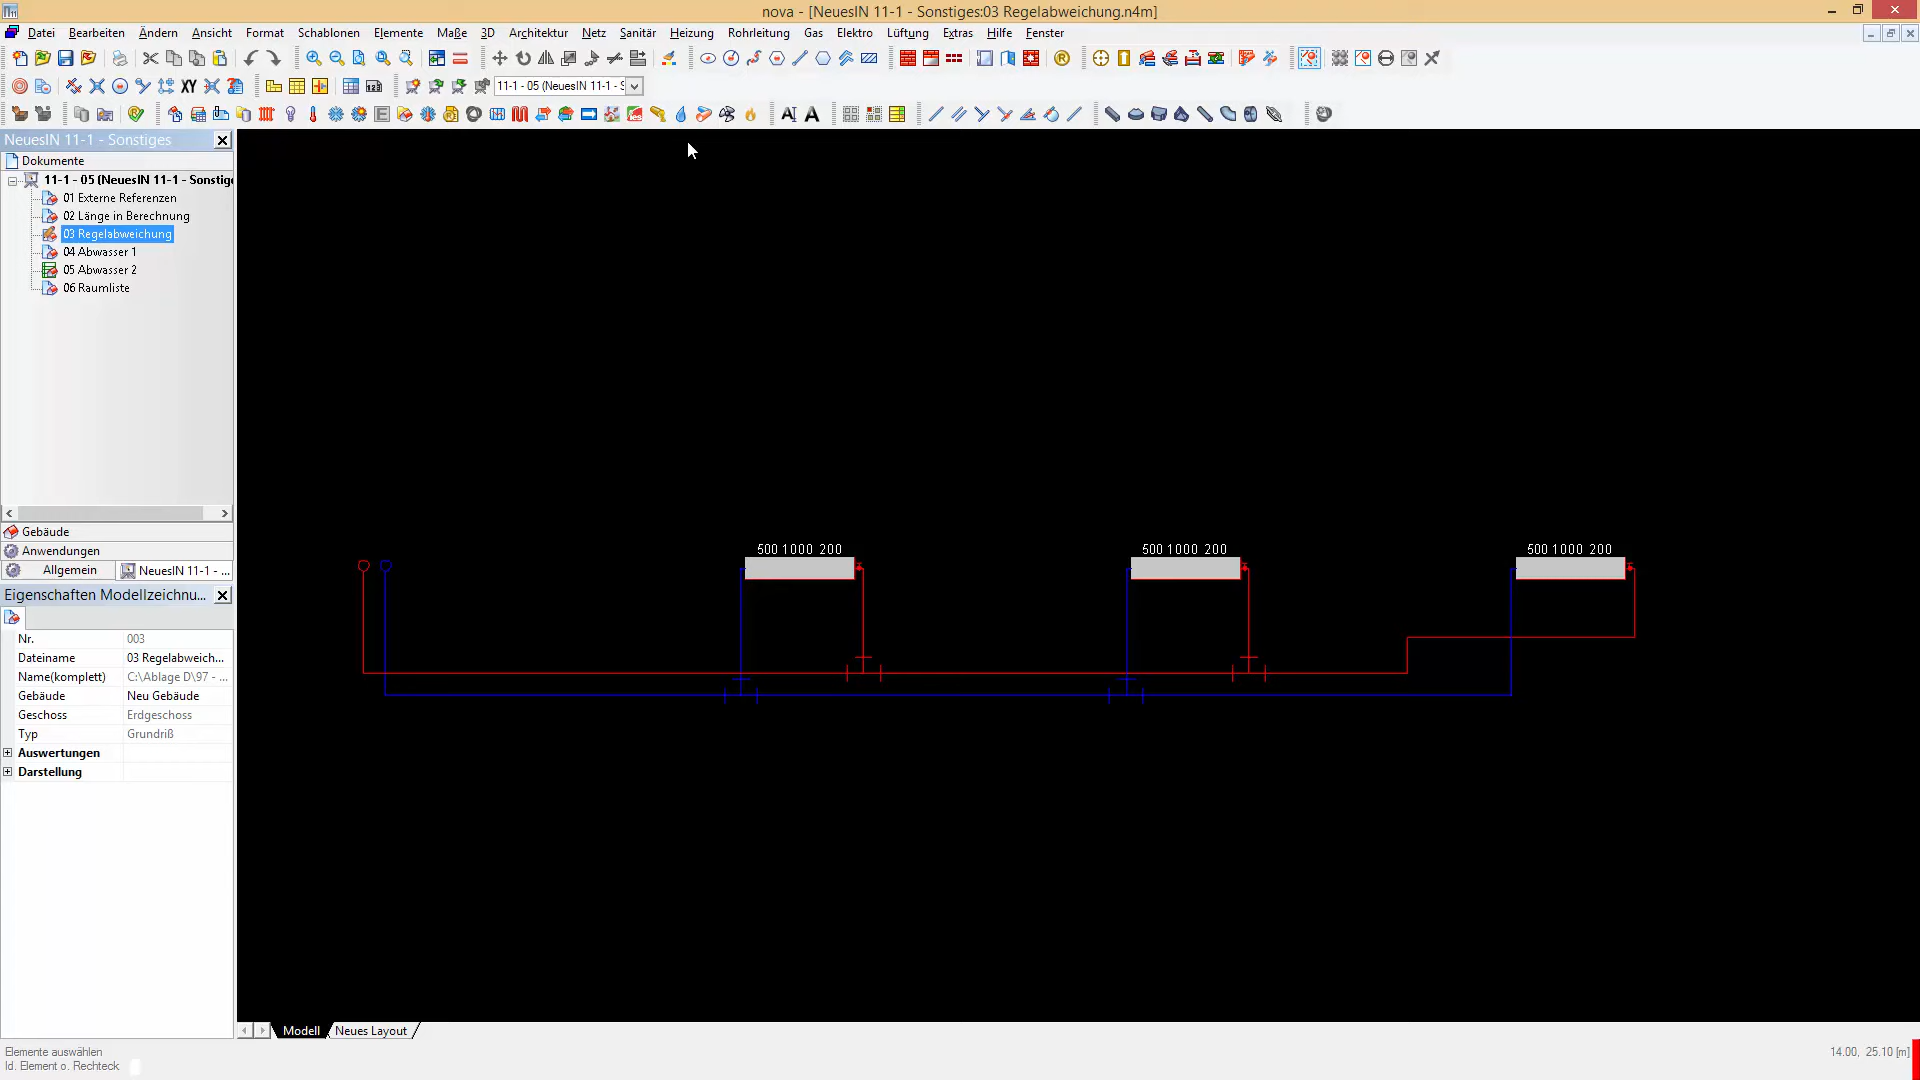 nova - [NeuesIN 11-1 - Sonstiges:03 Regelabweichung.n4m]
Datei Bearbeiten Ändern Ansicht Format Schablonen Elemente Maße 3D Architektur Netz Sanitär Heizung Rohrleitung Gas Elektro Lüftung Extras Hilfe Fenster
XY 11-1 - 05 (NeuesIN 11-1 - S
NeuesIN 11-1 - Sonstiges
Dokumente
11-1 - 05 (NeuesIN 11-1 - Sonstige
01 Externe Referenzen
02 Länge in Berechnung
03 Regelabweichung
04 Abwasser 1
05 Abwasser 2
06 Raumliste
Gebäude
Anwendungen
Allgemein NeuesIN 11-1 - ...
Eigenschaften Modellzeichnu...
Nr. 003
Dateiname 03 Regelabweich...
Name(komplett) C:\Ablage D\97 - ...
Gebäude Neu Gebäude
Geschoss Erdgeschoss
Typ Grundriß
Auswertungen
Darstellung
500 1000 200 500 1000 200 500 1000 200
Modell Neues Layout
Elemente auswählen
Id. Element o. Rechteck
14.00, 25.10 [m]